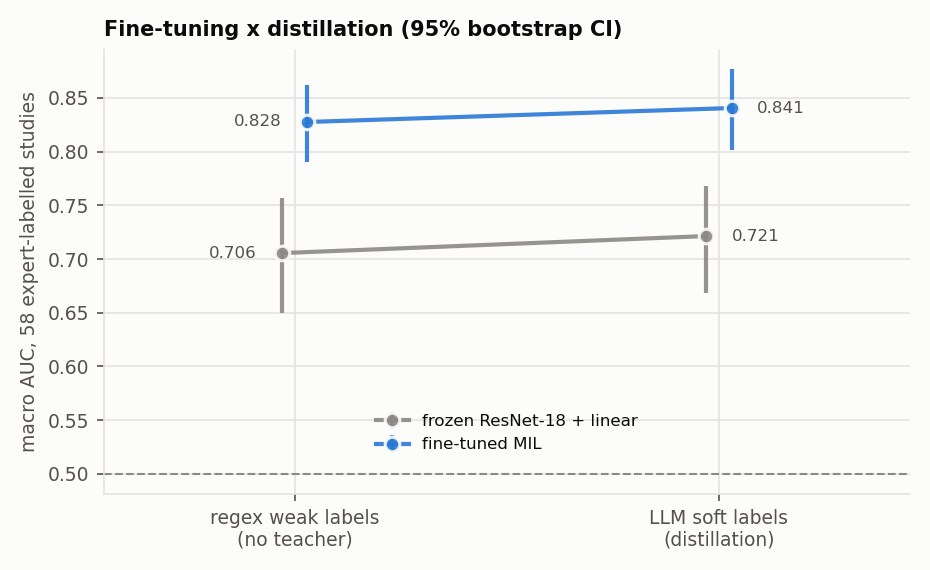 Fine-tuning x distillation (95% bootstrap CI)
macro AUC, 58 expert-labelled studies
0.85
0.80
0.75
0.70
0.65
0.60
0.55
0.50
0.828
0.841
0.706
0.721
frozen ResNet-18 + linear
fine-tuned MIL
regex weak labels
(no teacher)
LLM soft labels
(distillation)